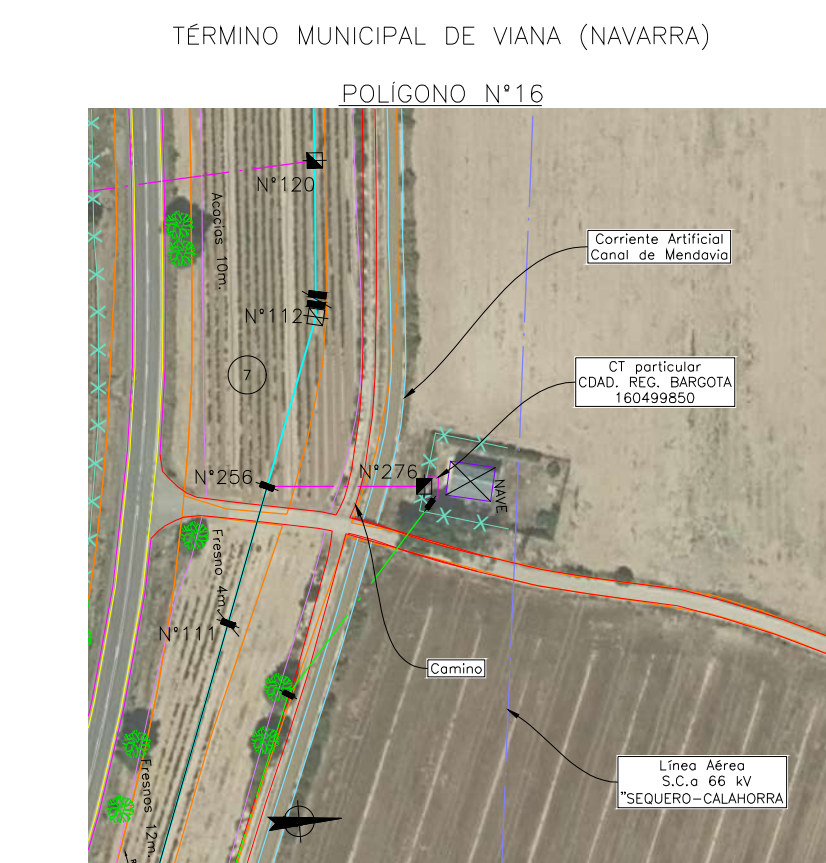 TÉRMINO MUNICIPAL DE VIANA (NAVARRA)
POLÍGONO Nº16
Nº120
Acacias 10m.
Corriente Artificial
Canal de Mendavia
Nº112
7
CT particular
CDAD. REG. BARGOTA
160499850
Nº256
Nº276
NAVE
Fresno 4m.
Nº111
Camino
Línea Aérea
S.C.a 66 kV
"SEQUERO-CALAHORRA
Fresnos 12m.